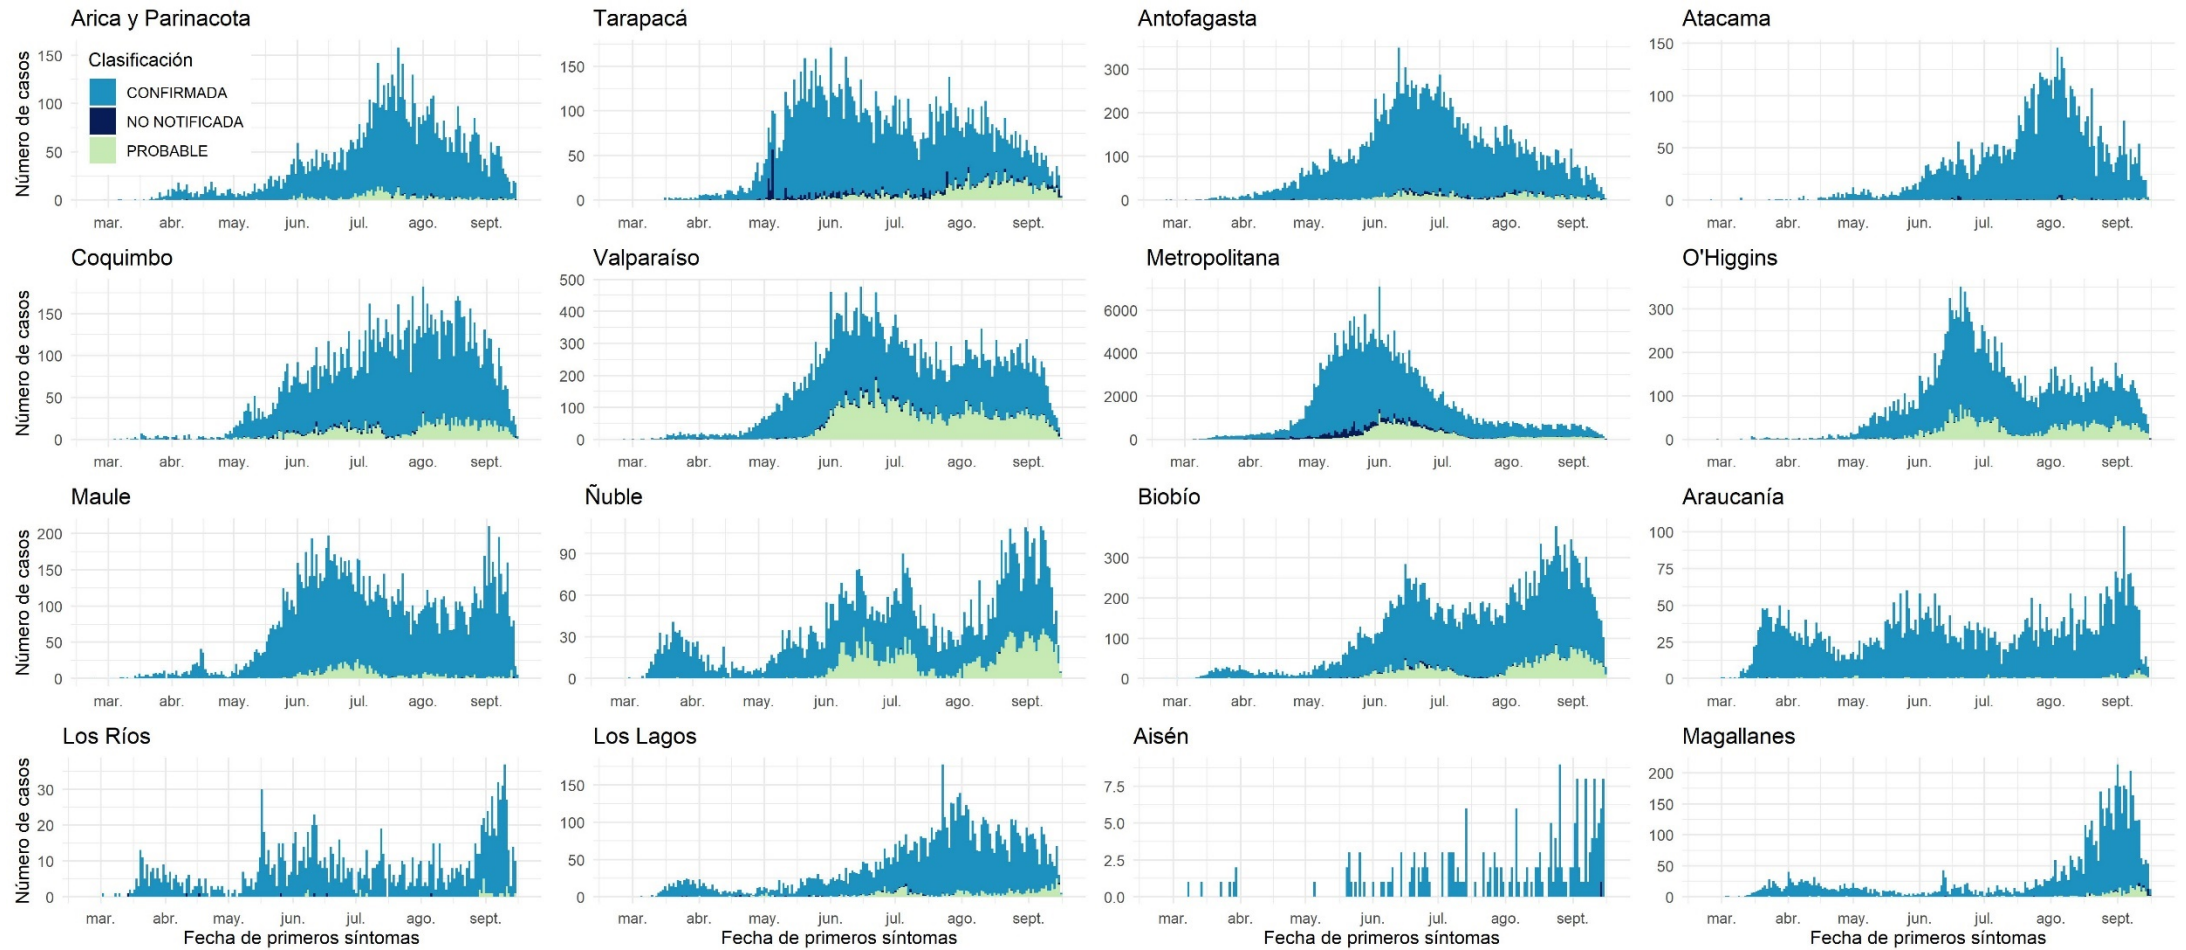 Arica y Parinacota
Tarapacá
Antofagasta
Atacama
Número de casos
150
100
50
0
Clasificación
CONFIRMADA
NO NOTIFICADA
PROBABLE
150
100
50
0
300
200
100
0
150
100
50
0
mar. abr. may. jun. jul. ago. sept.
mar. abr. may. jun. jul. ago. sept.
mar. abr. may. jun. jul. ago. sept.
mar. abr. may. jun. jul. ago. sept.
Coquimbo
Valparaíso
Metropolitana
O'Higgins
Número de casos
150
100
50
0
500
400
300
200
100
0
6000
4000
2000
0
300
200
100
0
mar. abr. may. jun. jul. ago. sept.
mar. abr. may. jun. jul. ago. sept.
mar. abr. may. jun. jul. ago. sept.
mar. abr. may. jun. jul. ago. sept.
Maule
Ñuble
Biobío
Araucanía
Número de casos
200
150
100
50
0
90
60
30
0
300
200
100
0
100
75
50
25
0
mar. abr. may. jun. jul. ago. sept.
mar. abr. may. jun. jul. ago. sept.
mar. abr. may. jun. jul. ago. sept.
mar. abr. may. jun. jul. ago. sept.
Los Ríos
Los Lagos
Aisén
Magallanes
Número de casos
30
20
10
0
150
100
50
0
7.5
5.0
2.5
0.0
200
150
100
50
0
mar. abr. may. jun. jul. ago. sept.
mar. abr. may. jun. jul. ago. sept.
mar. abr. may. jun. jul. ago. sept.
mar. abr. may. jun. jul. ago. sept.
Fecha de primeros síntomas
Fecha de primeros síntomas
Fecha de primeros síntomas
Fecha de primeros síntomas